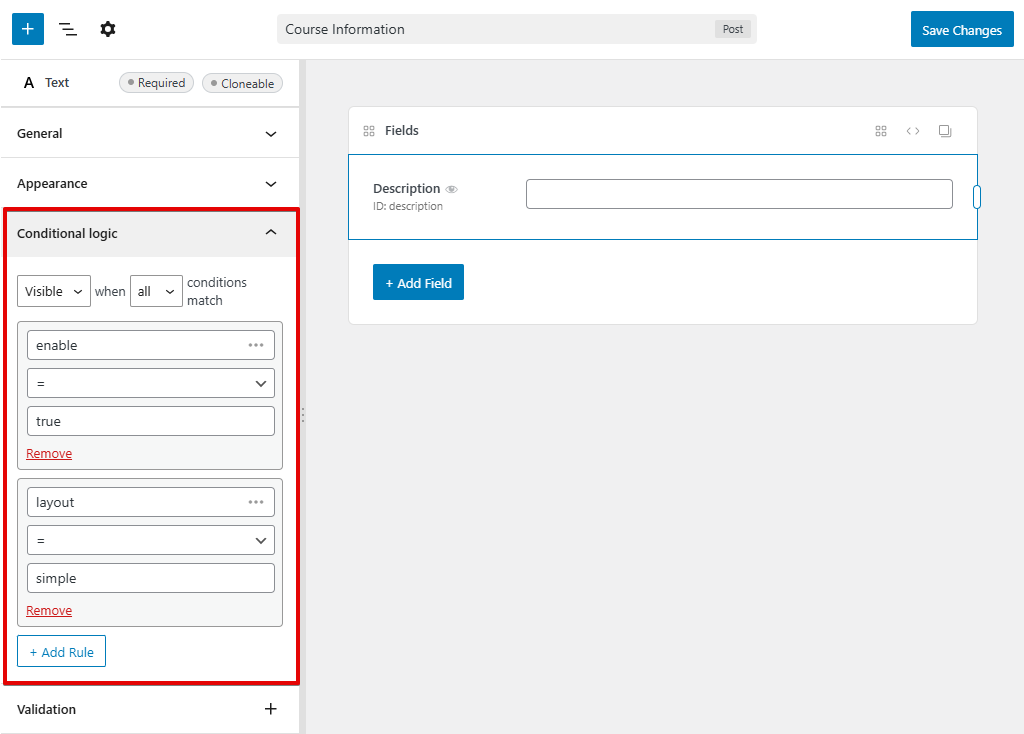 Course Information
Post
Save Changes
A Text
Required
Cloneable
General
Appearance
Conditional logic
Visible when all conditions
match
enable
=
true
Remove
layout
=
simple
Remove
+ Add Rule
Validation
Fields
Description
ID: description
+ Add Field